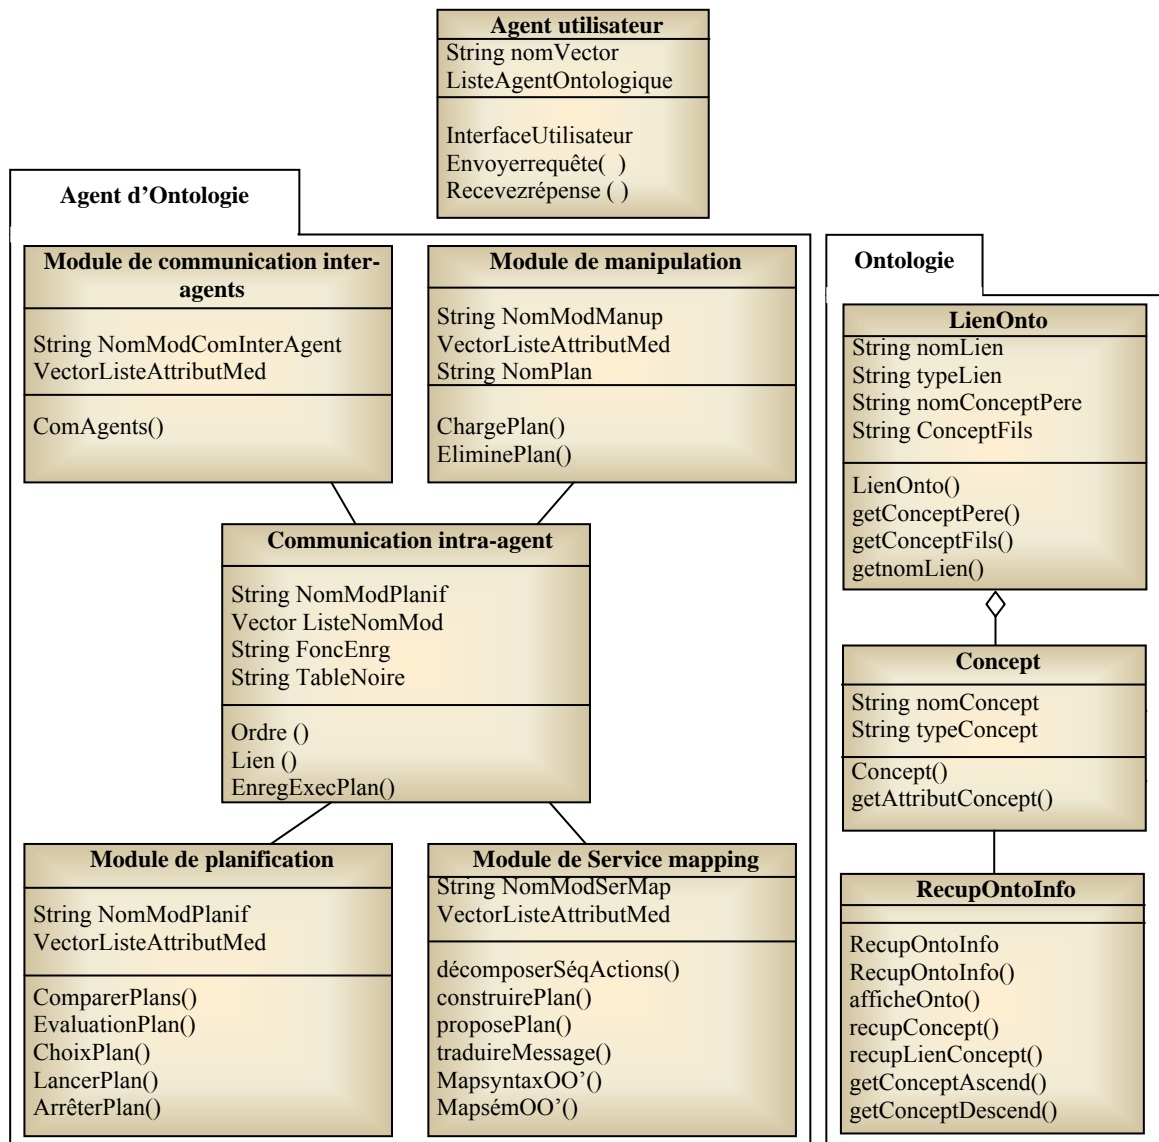 Agent utilisateur
String nomVector
ListeAgentOntologique
InterfaceUtilisateur
Envoyerrequête( )
Recevezrépense ( )
Agent d’Ontologie
Module de communication inter-
agents
String NomModComInterAgent
VectorListeAttributMed
ComAgents()
Module de manipulation
String NomModManup
VectorListeAttributMed
String NomPlan
ChargePlan()
EliminePlan()
Communication intra-agent
String NomModPlanif
Vector ListeNomMod
String FoncEnrg
String TableNoire
Ordre ()
Lien ()
EnregExecPlan()
Module de planification
String NomModPlanif
VectorListeAttributMed
ComparerPlans()
EvaluationPlan()
ChoixPlan()
LancerPlan()
ArrêterPlan()
Module de Service mapping
String NomModSerMap
VectorListeAttributMed
décomposerSéqActions()
construirePlan()
proposePlan()
traduireMessage()
MapsyntaxOO’()
MapsémOO’()
Ontologie
LienOnto
String nomLien
String typeLien
String nomConceptPere
String ConceptFils
LienOnto()
getConceptPere()
getConceptFils()
getnomLien()
Concept
String nomConcept
String typeConcept
Concept()
getAttributConcept()
RecupOntoInfo
RecupOntoInfo
RecupOntoInfo()
afficheOnto()
recupConcept()
recupLienConcept()
getConceptAscend()
getConceptDescend()